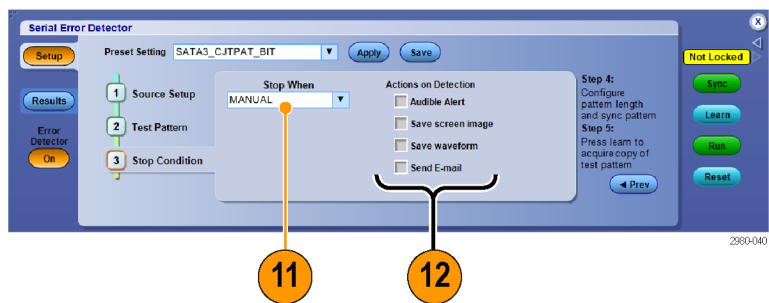 Serial Error Detector
X
Setup
Preset Setting
SATA3_CJTPAT_BIT
Apply
Save
Not Locked
Results
Error
Detector
On
1 Source Setup
2 Test Pattern
3 Stop Condition
Stop When
MANUAL
Actions on Detection
Audible Alert
Save screen image
Save waveform
Send E-mail
Step 4:
Configure
pattern length
and sync pattern
Step 5:
Press learn to
acquire copy of
test pattern
Prev
Sync
Learn
Run
Reset
2980-040
11
12